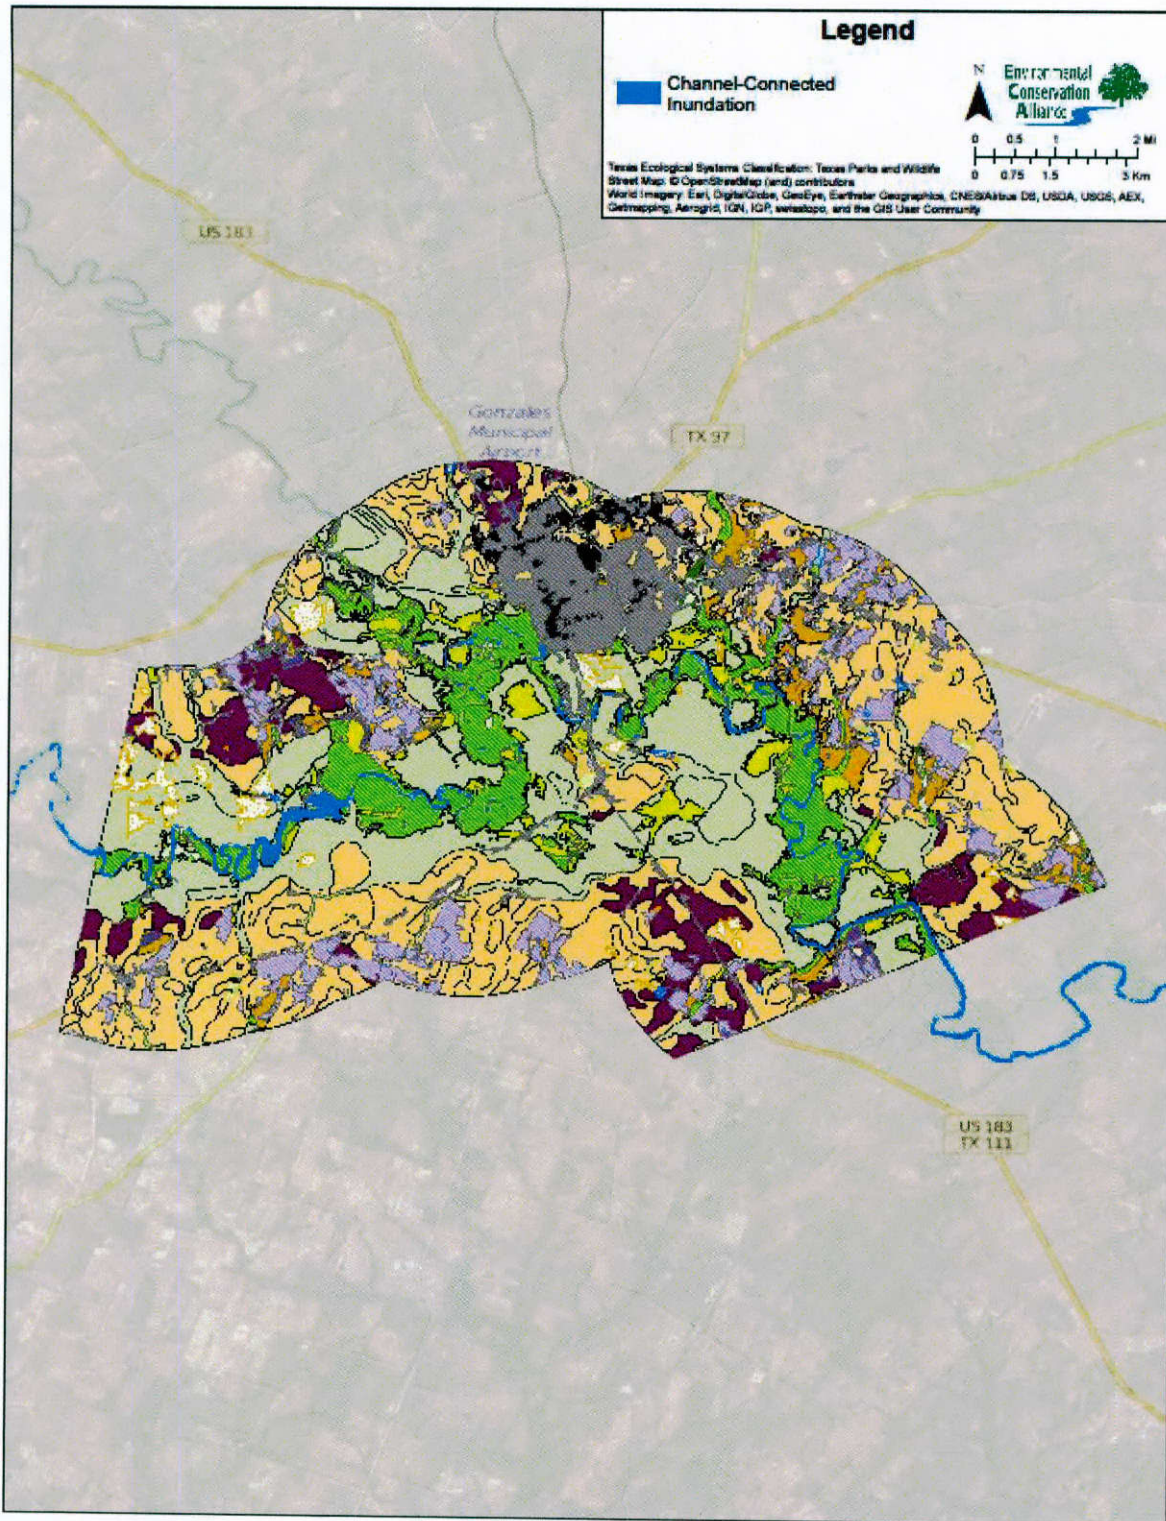 Legend
Channel-Connected
Inundation
N
Environmental
Conservation
Alliance
0 0.5 1 2 Mi
0 0.75 1.5 3 Km
Texas Ecological Systems Classification: Texas Parks and Wildlife
Street Map: © OpenStreetMap (and) contributors
World Imagery: Esri, DigitalGlobe, GeoEye, Earthstar Geographics, CNES/Airbus DS, USDA, USGS, AEX,
Getmapping, Aerogrid, IGN, IGP, swisstopo, and the GIS User Community
US 183
Gonzales
Municipal
Airport
TX 97
US 183
TX 111